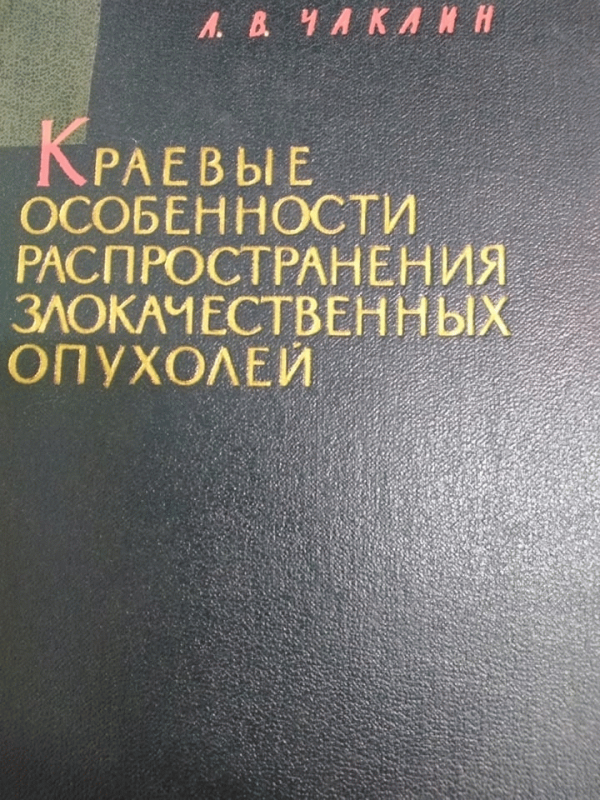 А. В. ЧАКЛИН
КРАЕВЫЕ
ОСОБЕННОСТИ
РАСПРОСТРАНЕНИЯ
ЗЛОКАЧЕСТВЕННЫХ
ОПУХОЛЕЙ